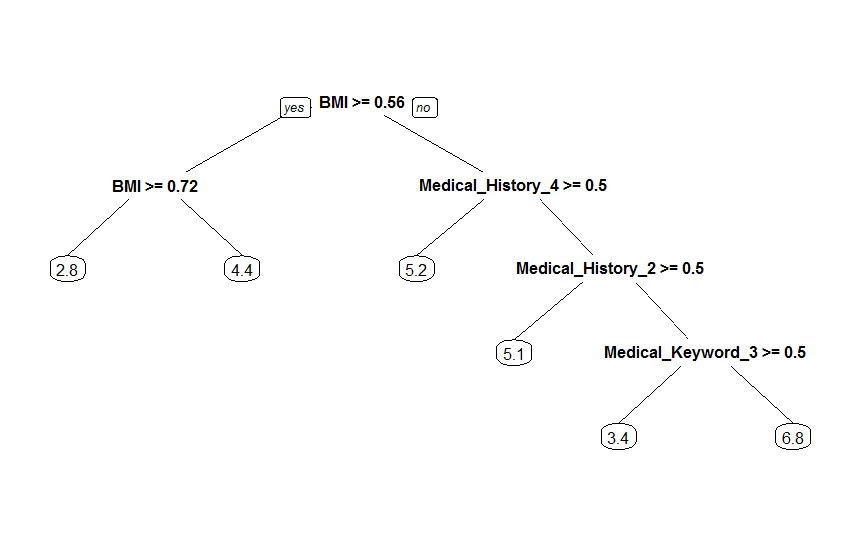 yes BMI >= 0.56 no
BMI >= 0.72 Medical_History_4 >= 0.5
2.8 4.4 5.2 Medical_History_2 >= 0.5
5.1 Medical_Keyword_3 >= 0.5
3.4 6.8